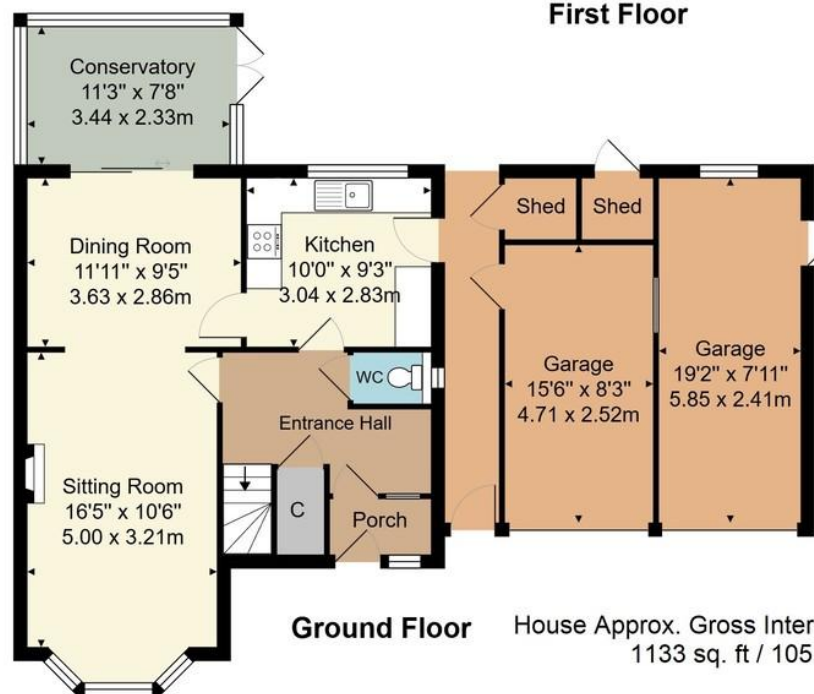 First Floor
Conservatory
11'3" x 7'8"
3.44 x 2.33m
Dining Room
11'11" x 9'5"
3.63 x 2.86m
Kitchen
10'0" x 9'3"
3.04 x 2.83m
Shed
Shed
Garage
15'6" x 8'3"
4.71 x 2.52m
Garage
19'2" x 7'11"
5.85 x 2.41m
WC
Entrance Hall
Sitting Room
16'5" x 10'6"
5.00 x 3.21m
C
Porch
Ground Floor
House Approx. Gross Inter
1133 sq. ft / 105